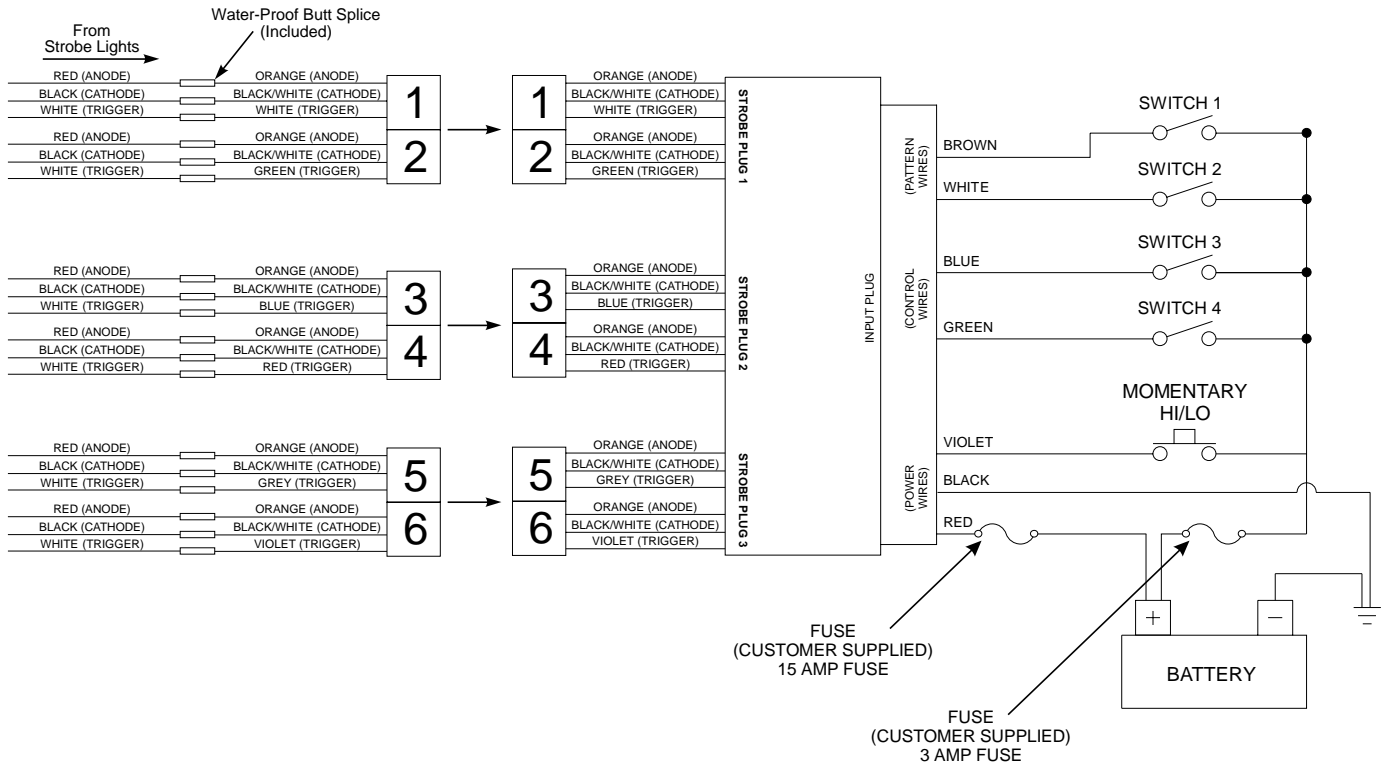 From
Strobe Lights
Water-Proof Butt Splice
(Included)
RED (ANODE)
BLACK (CATHODE)
WHITE (TRIGGER)
RED (ANODE)
BLACK (CATHODE)
WHITE (TRIGGER)
ORANGE (ANODE)
BLACK/WHITE (CATHODE)
WHITE (TRIGGER)
ORANGE (ANODE)
BLACK/WHITE (CATHODE)
GREEN (TRIGGER)
1
2
1
2
ORANGE (ANODE)
BLACK/WHITE (CATHODE)
WHITE (TRIGGER)
ORANGE (ANODE)
BLACK/WHITE (CATHODE)
GREEN (TRIGGER)
STROBE PLUG 1
RED (ANODE)
BLACK (CATHODE)
WHITE (TRIGGER)
RED (ANODE)
BLACK (CATHODE)
WHITE (TRIGGER)
ORANGE (ANODE)
BLACK/WHITE (CATHODE)
BLUE (TRIGGER)
ORANGE (ANODE)
BLACK/WHITE (CATHODE)
RED (TRIGGER)
3
4
3
4
ORANGE (ANODE)
BLACK/WHITE (CATHODE)
BLUE (TRIGGER)
ORANGE (ANODE)
BLACK/WHITE (CATHODE)
RED (TRIGGER)
STROBE PLUG 2
RED (ANODE)
BLACK (CATHODE)
WHITE (TRIGGER)
RED (ANODE)
BLACK (CATHODE)
WHITE (TRIGGER)
ORANGE (ANODE)
BLACK/WHITE (CATHODE)
GREY (TRIGGER)
ORANGE (ANODE)
BLACK/WHITE (CATHODE)
VIOLET (TRIGGER)
5
6
5
6
ORANGE (ANODE)
BLACK/WHITE (CATHODE)
GREY (TRIGGER)
ORANGE (ANODE)
BLACK/WHITE (CATHODE)
VIOLET (TRIGGER)
STROBE PLUG 3
INPUT PLUG
(PATTERN
WIRES)
(CONTROL
WIRES)
(POWER
WIRES)
BROWN
WHITE
BLUE
GREEN
VIOLET
BLACK
RED
SWITCH 1
SWITCH 2
SWITCH 3
SWITCH 4
MOMENTARY
HI/LO
+
−
BATTERY
FUSE
(CUSTOMER SUPPLIED)
15 AMP FUSE
FUSE
(CUSTOMER SUPPLIED)
3 AMP FUSE